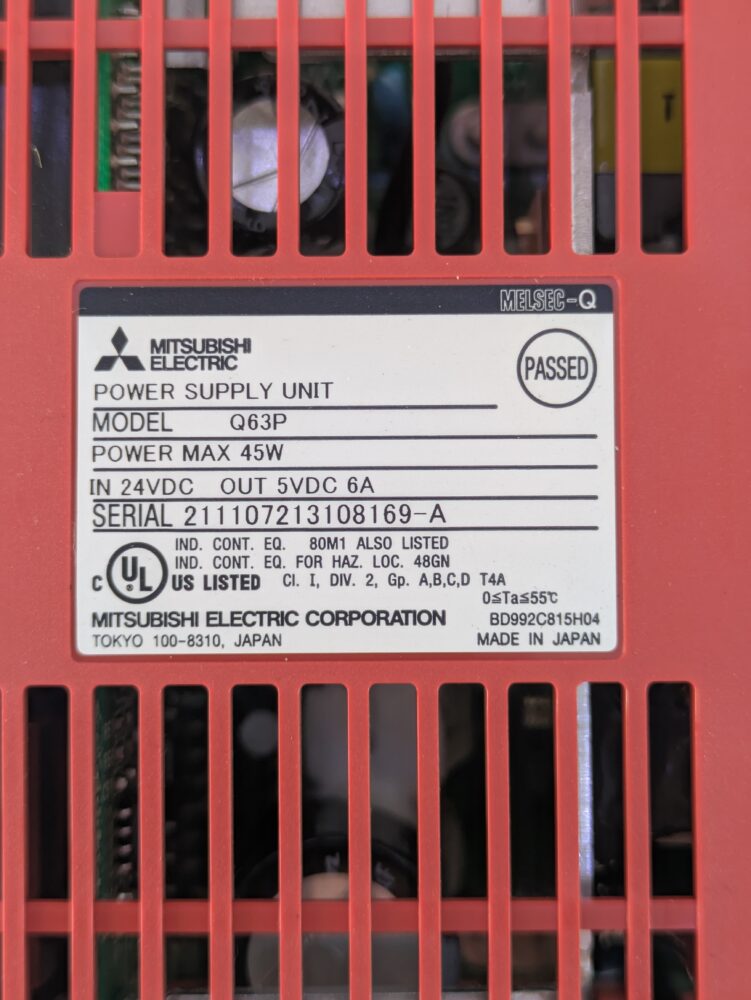 MELSEC-Q
MITSUBISHI
ELECTRIC
PASSED
POWER SUPPLY UNIT
MODEL Q63P
POWER MAX 45W
IN 24VDC OUT 5VDC 6A
SERIAL 211107213108169-A
IND. CONT. EQ. 80M1 ALSO LISTED
IND. CONT. EQ. FOR HAZ. LOC. 48GN
C UL ® US LISTED Cl. I, DIV. 2, Gp. A,B,C,D T4A
0≦Ta≦55℃
MITSUBISHI ELECTRIC CORPORATION BD992C815H04
TOKYO 100-8310, JAPAN MADE IN JAPAN